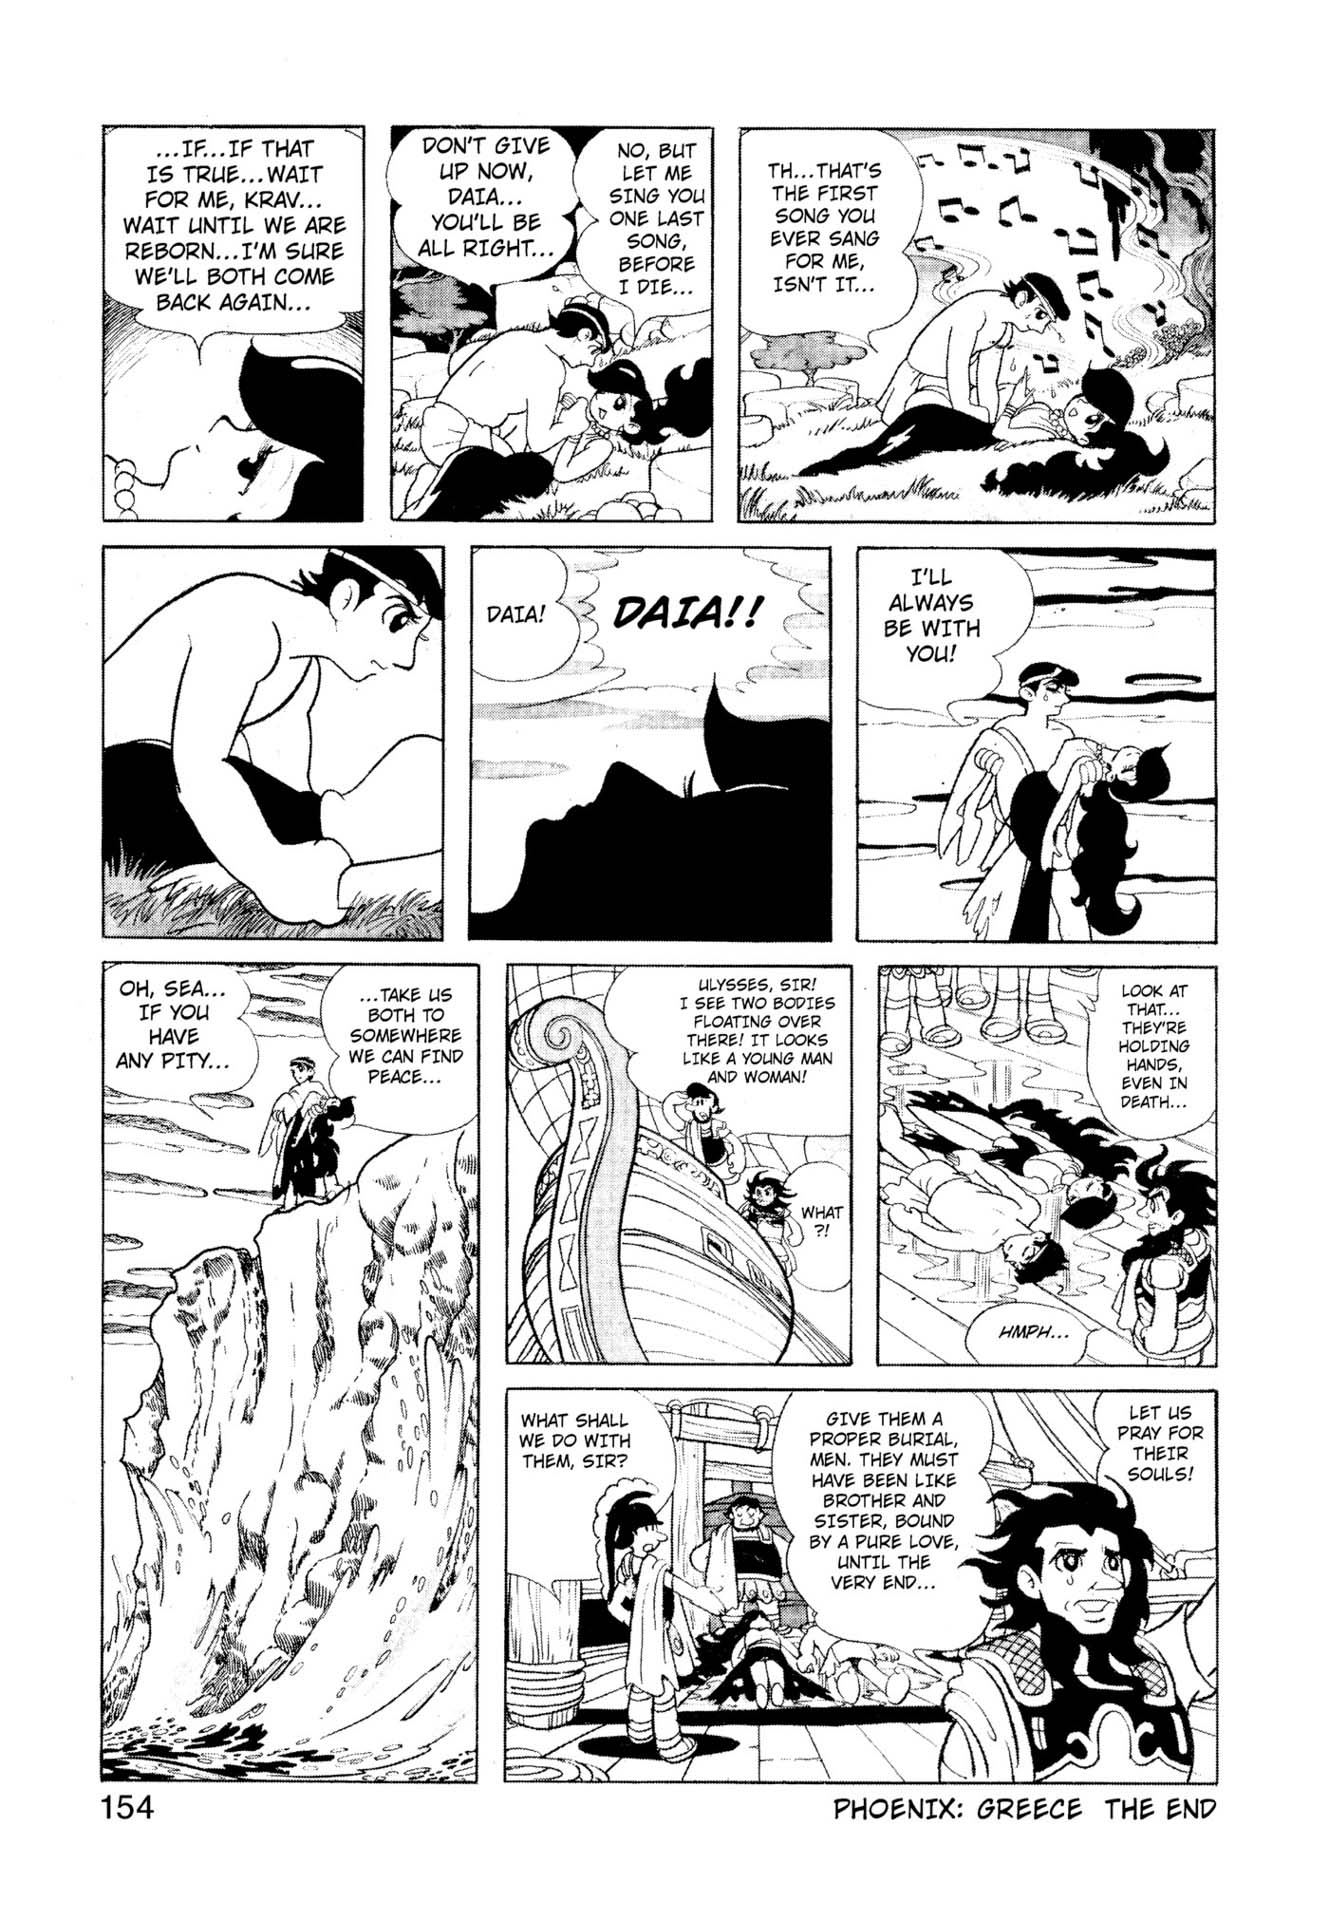 ...IF...IF THAT
IS TRUE...WAIT
FOR ME, KRAV...
WAIT UNTIL WE ARE
REBORN...I'M SURE
WE'LL BOTH COME
BACK AGAIN...
DON'T GIVE
UP NOW,
DAIA...
YOU'LL BE
ALL RIGHT...
NO, BUT
LET ME
SING YOU
ONE LAST
SONG,
BEFORE
I DIE...
TH...THAT'S
THE FIRST
SONG YOU
EVER SANG
FOR ME,
ISN'T IT...
DAIA!
DAIA!!
I'LL
ALWAYS
BE WITH
YOU!
OH, SEA...
IF YOU
HAVE
ANY PITY...
...TAKE US
BOTH TO
SOMEWHERE
WE CAN FIND
PEACE...
ULYSSES, SIR!
I SEE TWO BODIES
FLOATING OVER
THERE! IT LOOKS
LIKE A YOUNG MAN
AND WOMAN!
WHAT
?!
LOOK AT
THAT...
THEY'RE
HOLDING
HANDS,
EVEN IN
DEATH...
HMPH...
WHAT SHALL
WE DO WITH
THEM, SIR?
GIVE THEM A
PROPER BURIAL,
MEN. THEY MUST
HAVE BEEN LIKE
BROTHER AND
SISTER, BOUND
BY A PURE LOVE,
UNTIL THE
VERY END...
LET US
PRAY FOR
THEIR
SOULS!
154
PHOENIX: GREECE THE END